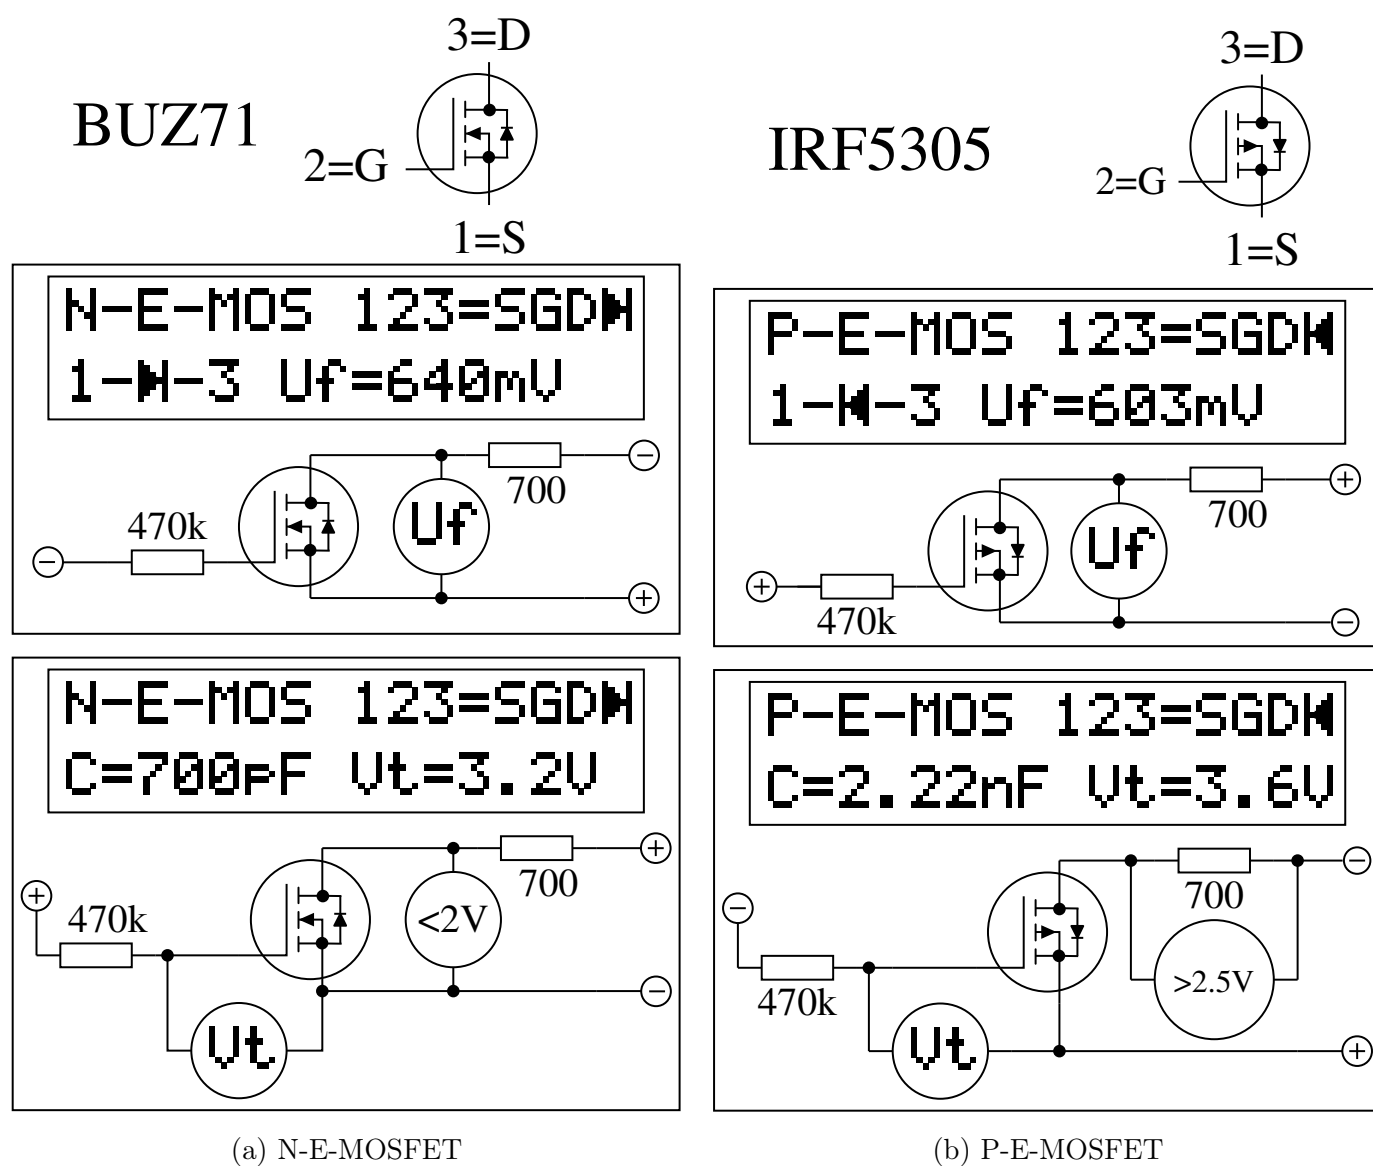 3=D
BUZ71
2=G
1=S
N-E-MOS 123=SGD
1- -3 Uf=640mV
700
Uf
470k
N-E-MOS 123=SGD
C=700pF Vt=3.2V
700
<2V
470k
Vt
(a) N-E-MOSFET
3=D
IRF5305
2=G
1=S
P-E-MOS 123=SGD
1- -3 Uf=603mV
700
Uf
470k
P-E-MOS 123=SGD
C=2.22nF Vt=3.6V
700
>2.5V
470k
Vt
(b) P-E-MOSFET